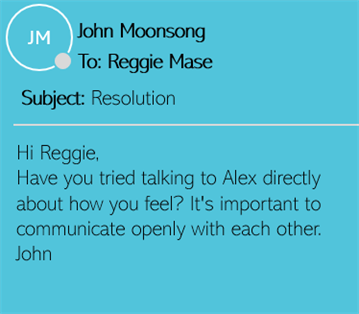 JM
John Moonsong
To: Reggie Mase
Subject: Resolution
Hi Reggie,
Have you tried talking to Alex directly
about how you feel? It's important to
communicate openly with each other.
John